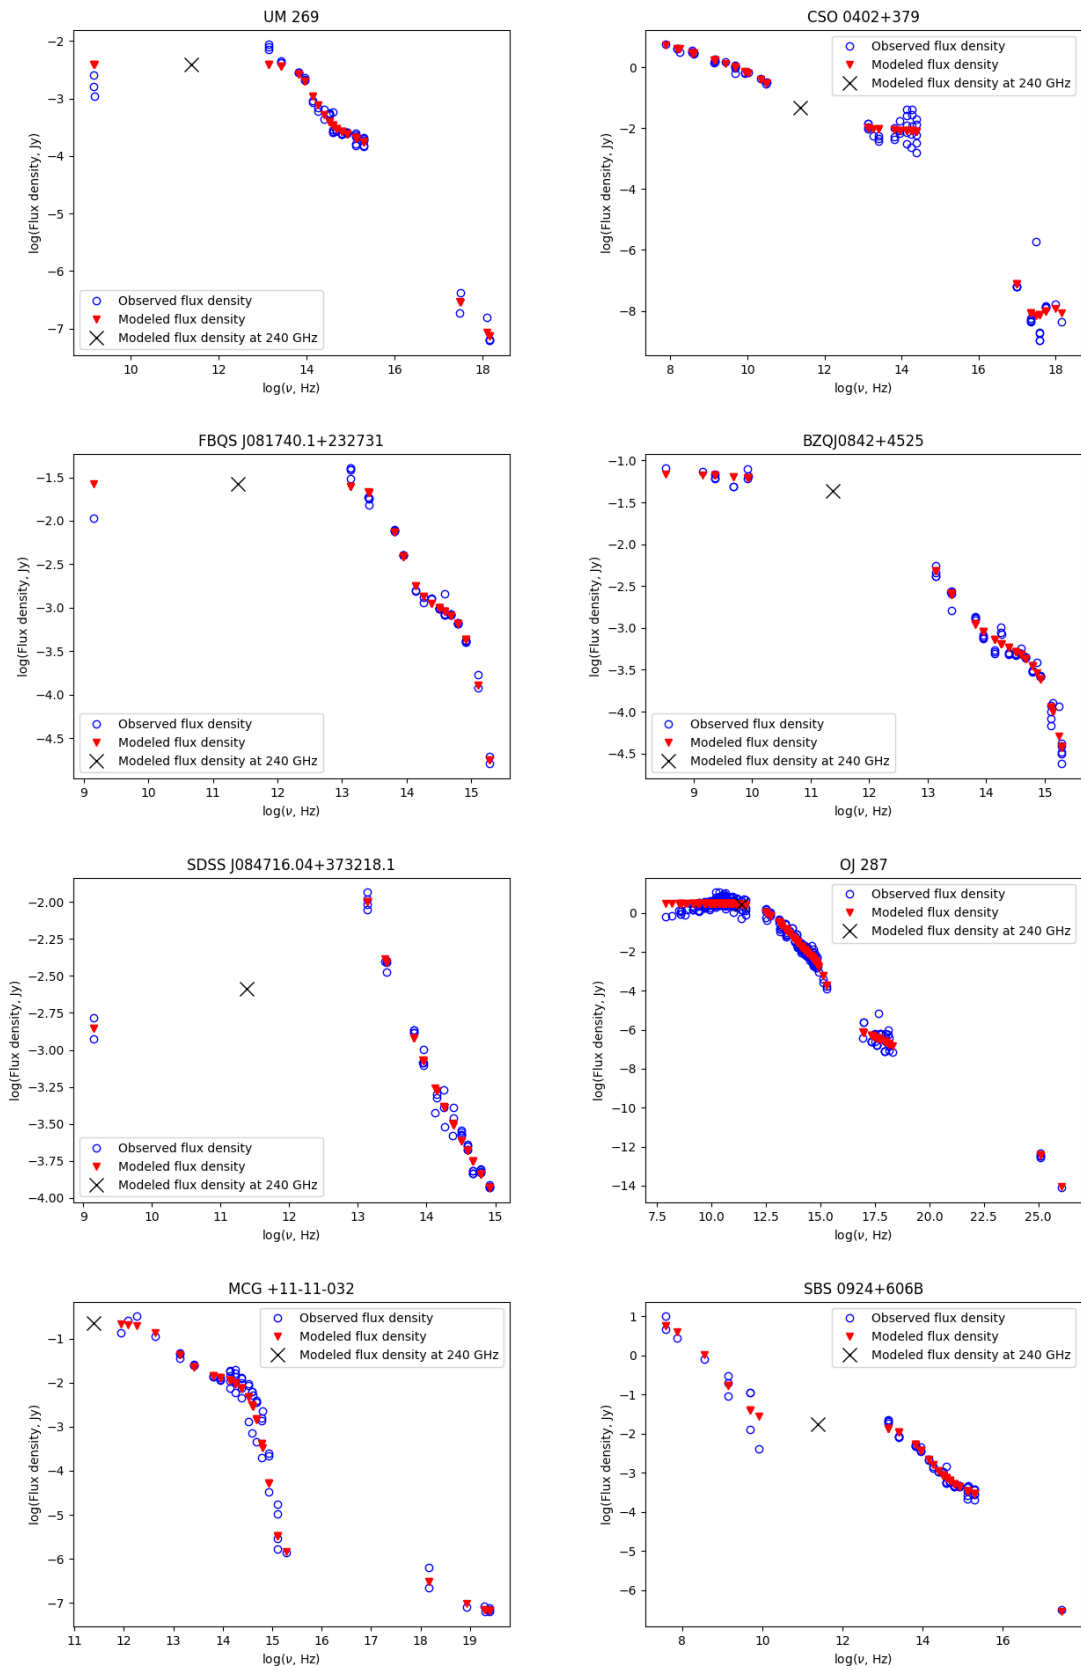 UM 269
−2
−3
−4
−5
−6
−7
log(Flux density, Jy)
Observed flux density
Modeled flux density
Modeled flux density at 240 GHz
10 12 14 16 18
log(ν, Hz)
CSO 0402+379
0
−2
−4
−6
−8
log(Flux density, Jy)
Observed flux density
Modeled flux density
Modeled flux density at 240 GHz
8 10 12 14 16 18
log(ν, Hz)
FBQS J081740.1+232731
−1.5
−2.0
−2.5
−3.0
−3.5
−4.0
−4.5
log(Flux density, Jy)
Observed flux density
Modeled flux density
Modeled flux density at 240 GHz
9 10 11 12 13 14 15
log(ν, Hz)
BZQJ0842+4525
−1.0
−1.5
−2.0
−2.5
−3.0
−3.5
−4.0
−4.5
log(Flux density, Jy)
Observed flux density
Modeled flux density
Modeled flux density at 240 GHz
9 10 11 12 13 14 15
log(ν, Hz)
SDSS J084716.04+373218.1
−2.00
−2.25
−2.50
−2.75
−3.00
−3.25
−3.50
−3.75
−4.00
log(Flux density, Jy)
Observed flux density
Modeled flux density
Modeled flux density at 240 GHz
9 10 11 12 13 14 15
log(ν, Hz)
OJ 287
0
−2
−4
−6
−8
−10
−12
−14
log(Flux density, Jy)
Observed flux density
Modeled flux density
Modeled flux density at 240 GHz
7.5 10.0 12.5 15.0 17.5 20.0 22.5 25.0
log(ν, Hz)
MCG +11-11-032
−1
−2
−3
−4
−5
−6
−7
log(Flux density, Jy)
Observed flux density
Modeled flux density
Modeled flux density at 240 GHz
11 12 13 14 15 16 17 18 19
log(ν, Hz)
SBS 0924+606B
1
0
−1
−2
−3
−4
−5
−6
log(Flux density, Jy)
Observed flux density
Modeled flux density
Modeled flux density at 240 GHz
8 10 12 14 16
log(ν, Hz)